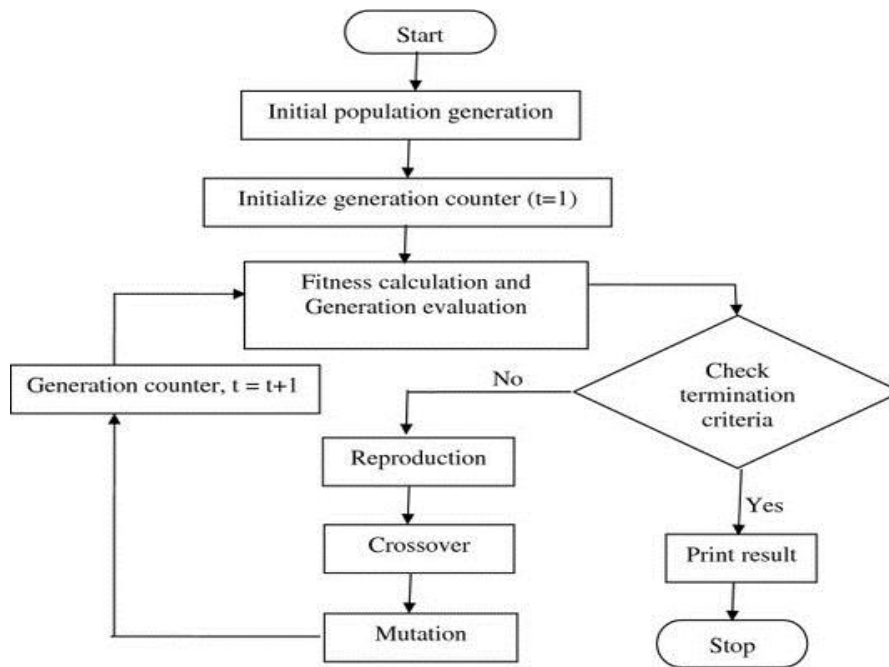 Start
Initial population generation
Initialize generation counter (t=1)
Fitness calculation and
Generation evaluation
Generation counter, t = t+1
No
Check
termination
criteria
Reproduction
Yes
Crossover
Print result
Mutation
Stop